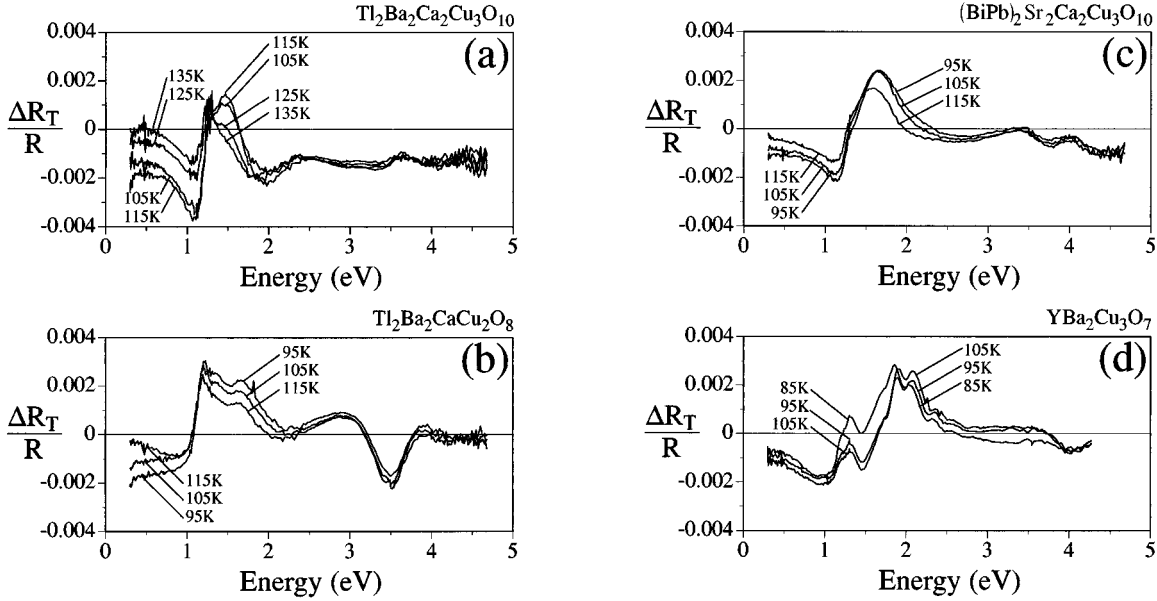 Tl2Ba2Ca2Cu3O10
(a)
0.004
0.002
0
-0.002
-0.004
ΔRT
R
135K
125K
115K
105K
125K
135K
105K
115K
0 1 2 3 4 5
Energy (eV)
Tl2Ba2CaCu2O8
(b)
0.004
0.002
0
-0.002
-0.004
ΔRT
R
95K
105K
115K
115K
105K
95K
0 1 2 3 4 5
Energy (eV)
(BiPb)2Sr2Ca2Cu3O10
(c)
0.004
0.002
0
-0.002
-0.004
ΔRT
R
95K
105K
115K
115K
105K
95K
0 1 2 3 4 5
Energy (eV)
YBa2Cu3O7
(d)
0.004
0.002
0
-0.002
-0.004
ΔRT
R
85K
95K
105K
105K
95K
85K
0 1 2 3 4 5
Energy (eV)